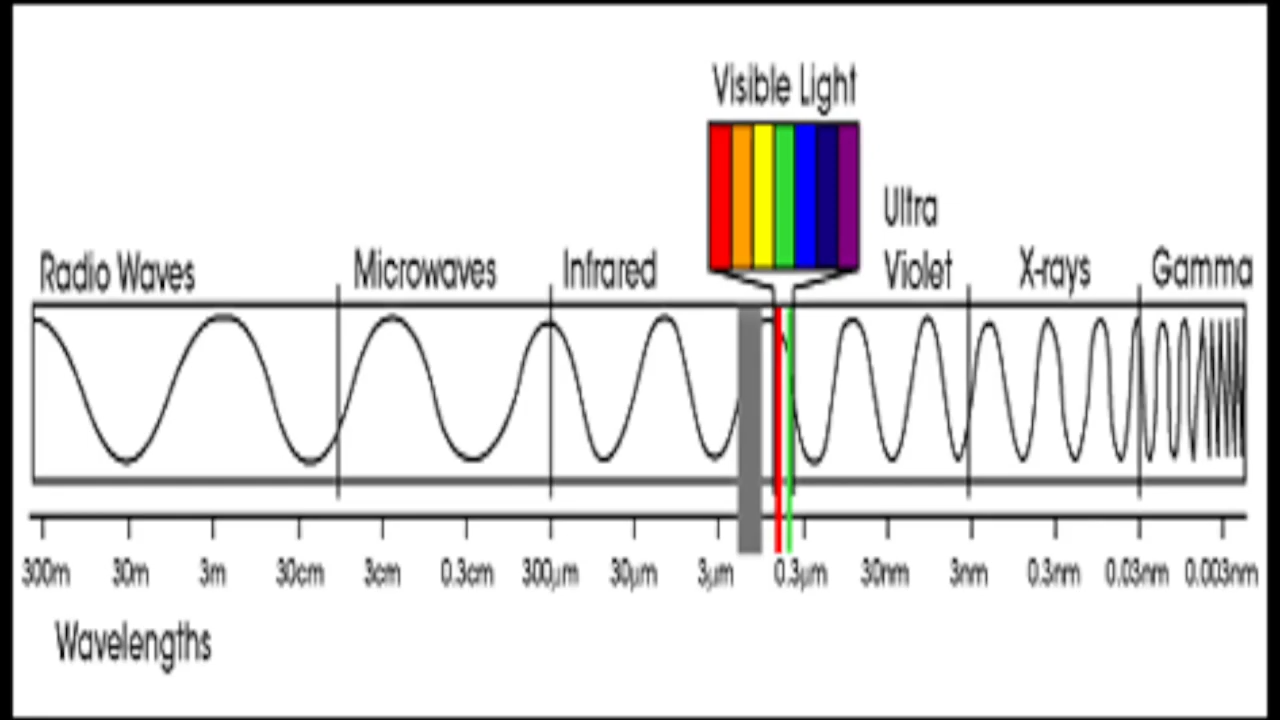 Visible Light
Ultra
Violet
Radio Waves
Microwaves
Infrared
X-rays
Gamma
300m
30m
3m
30cm
3cm
0.3cm
300µm
30µm
3µm
0.3µm
30nm
3nm
0.3nm
0.03nm
0.003nm
Wavelengths